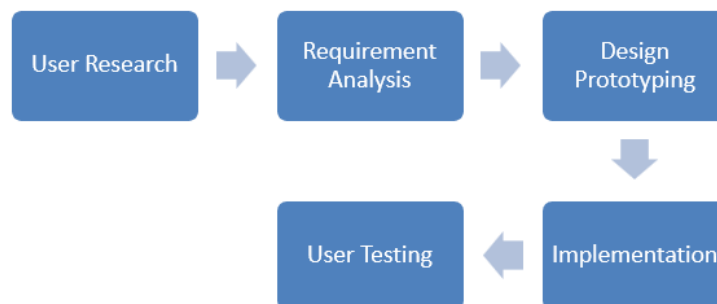 User Research
Requirement
Analysis
Design
Prototyping
Implementation
User Testing